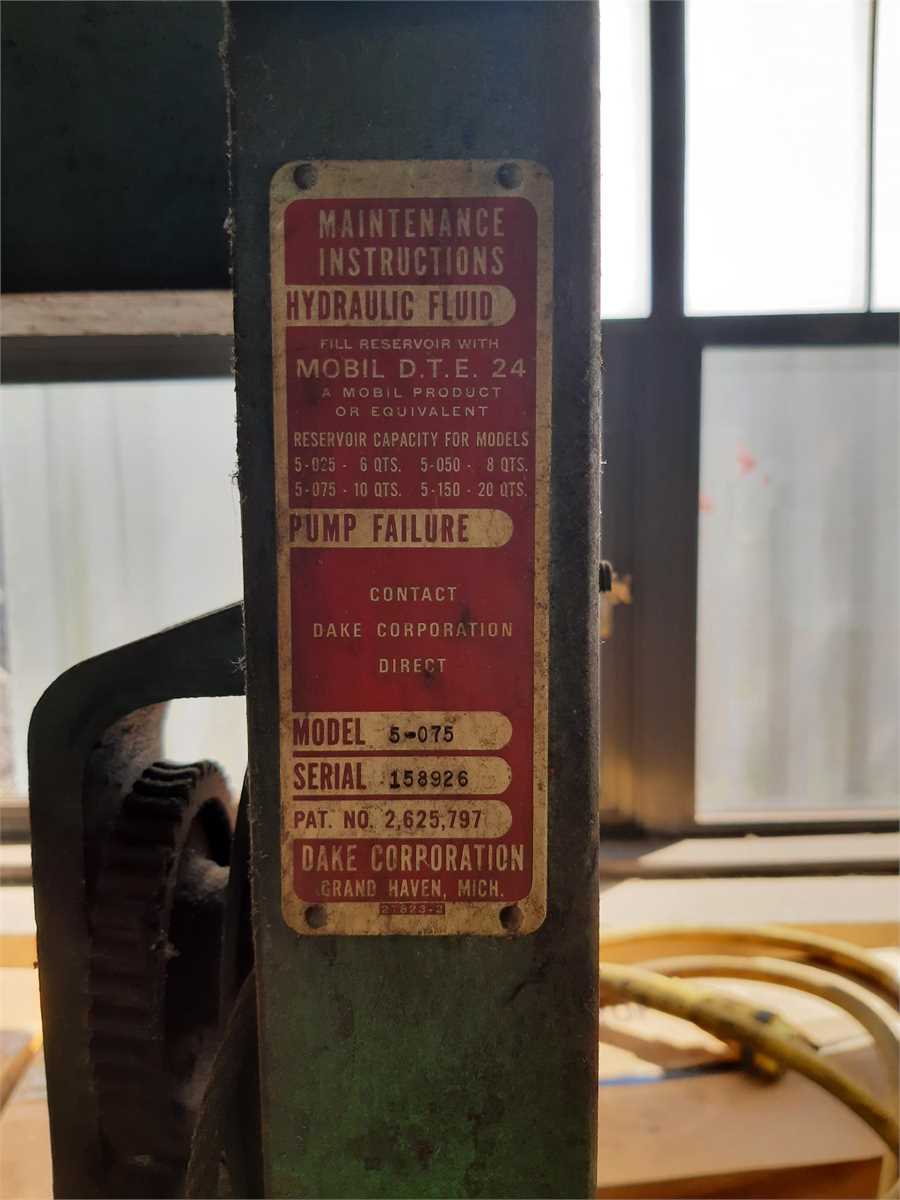 MAINTENANCE
INSTRUCTIONS
HYDRAULIC FLUID
FILL RESERVOIR WITH
MOBIL D.T.E. 24
A MOBIL PRODUCT
OR EQUIVALENT
RESERVOIR CAPACITY FOR MODELS
5-025 - 6 QTS. 5-050 - 8 QTS.
5-075 - 10 QTS. 5-150 - 20 QTS.
PUMP FAILURE
CONTACT
DAKE CORPORATION
DIRECT
MODEL 5-075
SERIAL 158926
PAT. NO. 2,625,797
DAKE CORPORATION
GRAND HAVEN, MICH.